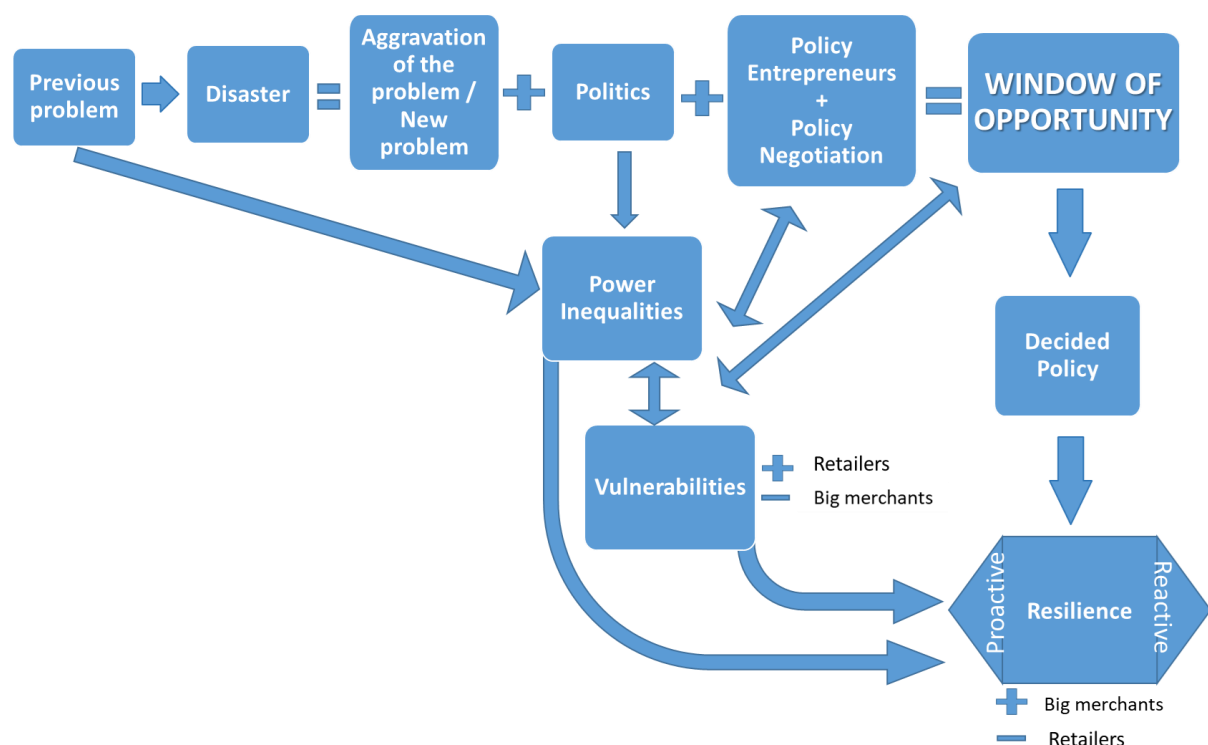 Previous
problem
Disaster
Aggravation
of the
problem /
New
problem
Politics
Policy
Entrepreneurs
+
Policy
Negotiation
WINDOW OF
OPPORTUNITY
Power
Inequalities
Decided
Policy
Vulnerabilities
Retailers
Big merchants
Proactive
Resilience
Reactive
Big merchants
Retailers